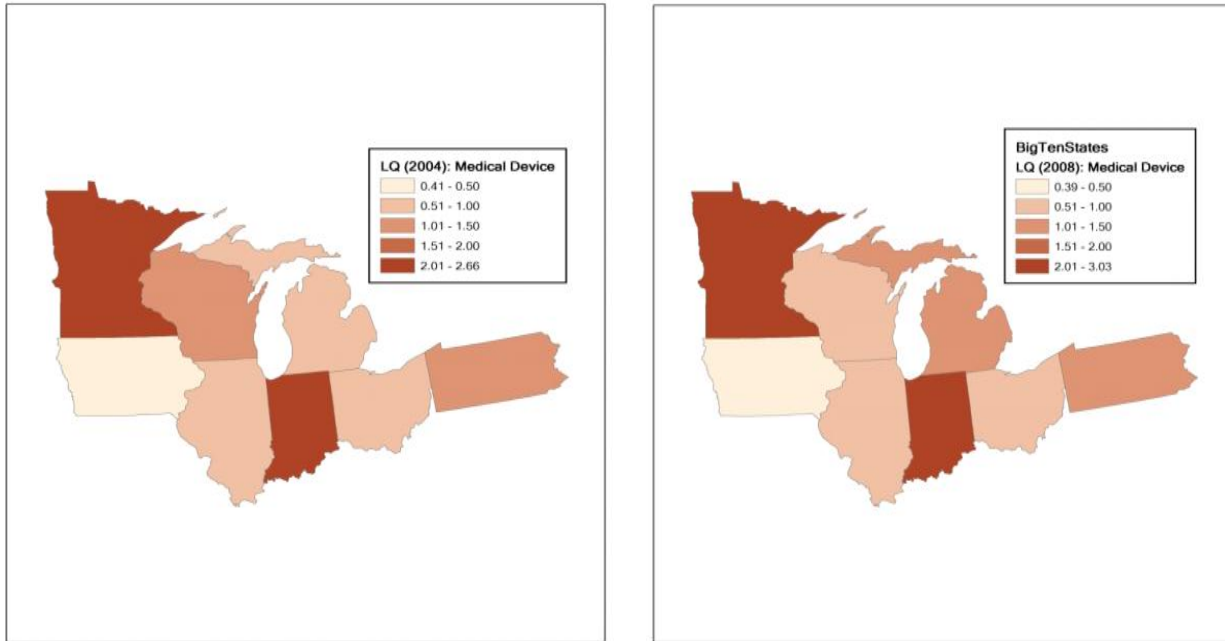 LQ (2004): Medical Device
0.41 - 0.50
0.51 - 1.00
1.01 - 1.50
1.51 - 2.00
2.01 - 2.66
BigTenStates
LQ (2008): Medical Device
0.39 - 0.50
0.51 - 1.00
1.01 - 1.50
1.51 - 2.00
2.01 - 3.03